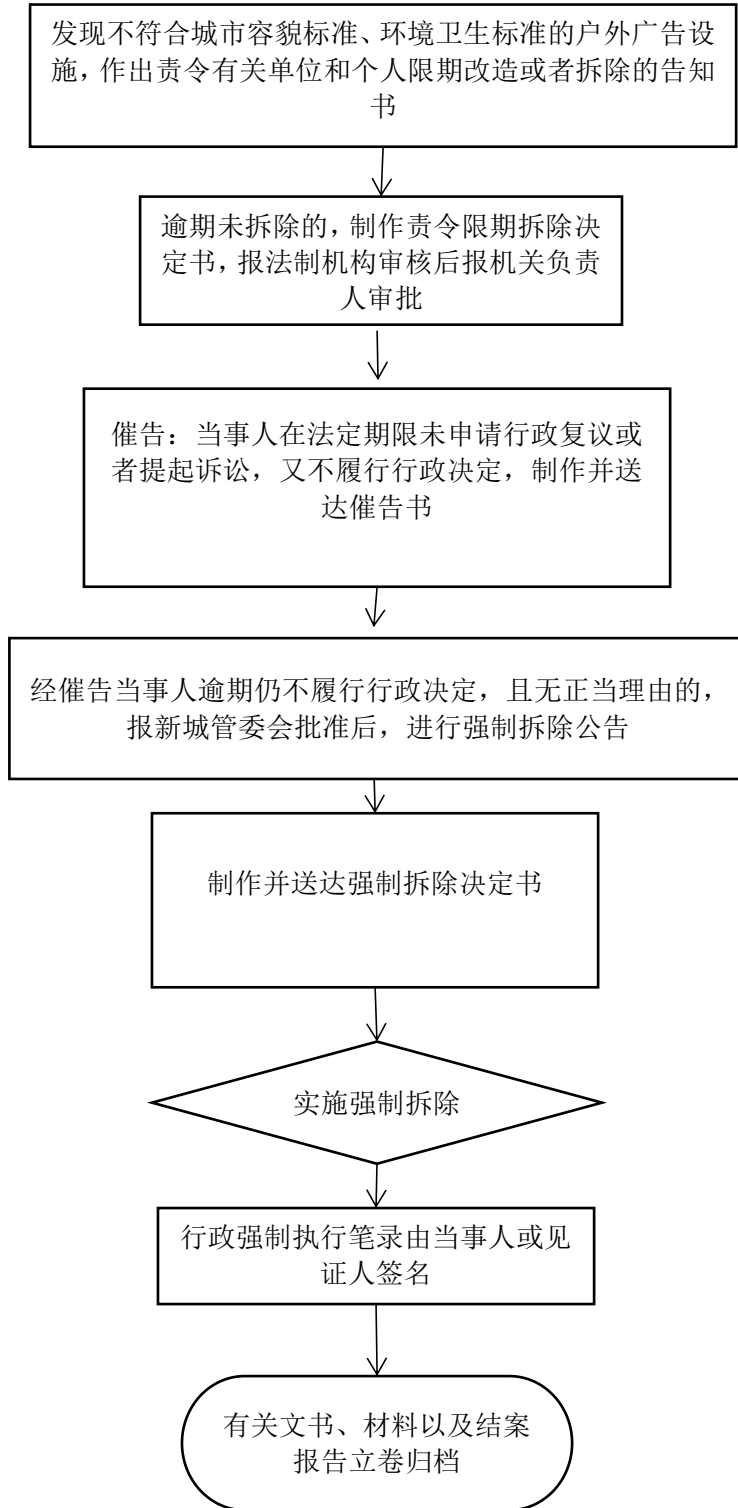 发现不符合城市容貌标准、环境卫生标准的户外广告设
施，作出责令有关单位和个人限期改造或者拆除的告知
书
逾期未拆除的，制作责令限期拆除决
定书，报法制机构审核后报机关负责
人审批
催告：当事人在法定期限未申请行政复议或
者提起诉讼，又不履行行政决定，制作并送
达催告书
经催告当事人逾期仍不履行行政决定，且无正当理由的，
报新城管委会批准后，进行强制拆除公告
制作并送达强制拆除决定书
实施强制拆除
行政强制执行笔录由当事人或见
证人签名
有关文书、材料以及结案
报告立卷归档